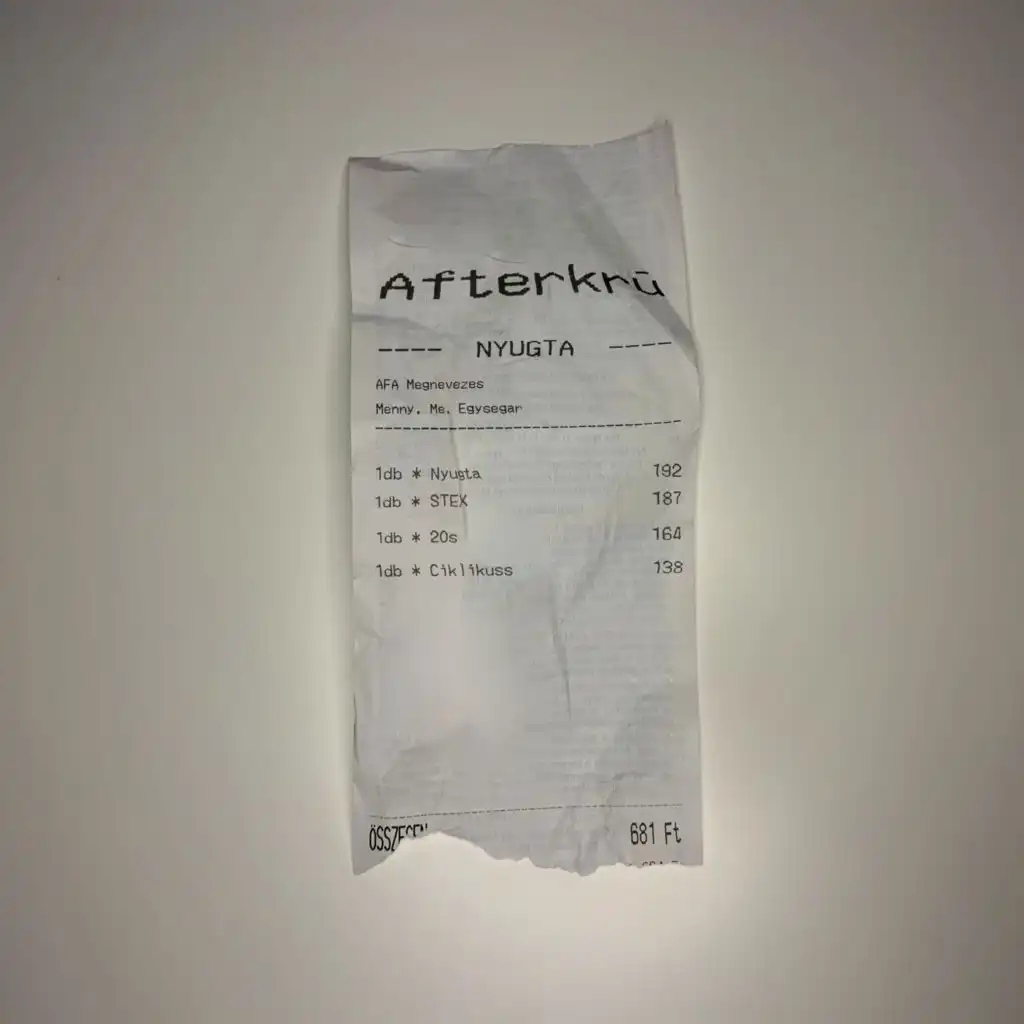 Afterkrú
---- NYUGTA ----
AFA Megnevezes
Menny. Me. Egysegar
1db * Nyugta 192
1db * STEX 187
1db * 20s 164
1db * Ciklikuss 138
681 Ft